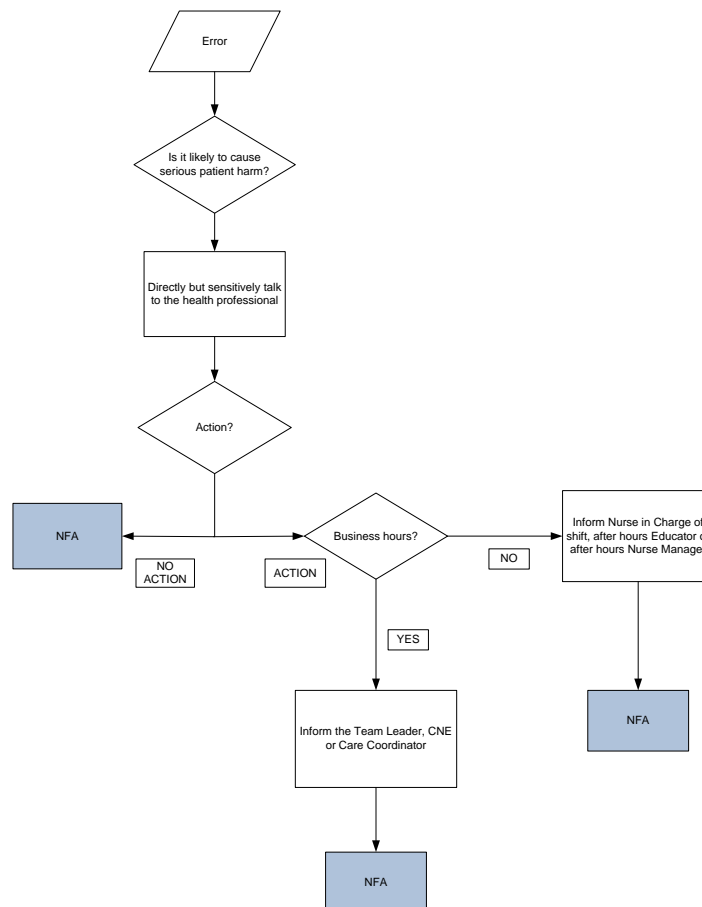 Error
Is it likely to cause
serious patient harm?
Directly but sensitively talk
to the health professional
Action?
NFA
Business hours?
Inform Nurse in Charge of
shift, after hours Educator
after hours Nurse
NO
ACTION
ACTION
NO
YES
Inform the Team Leader, CNE
or Care Coordinator
NFA
NFA